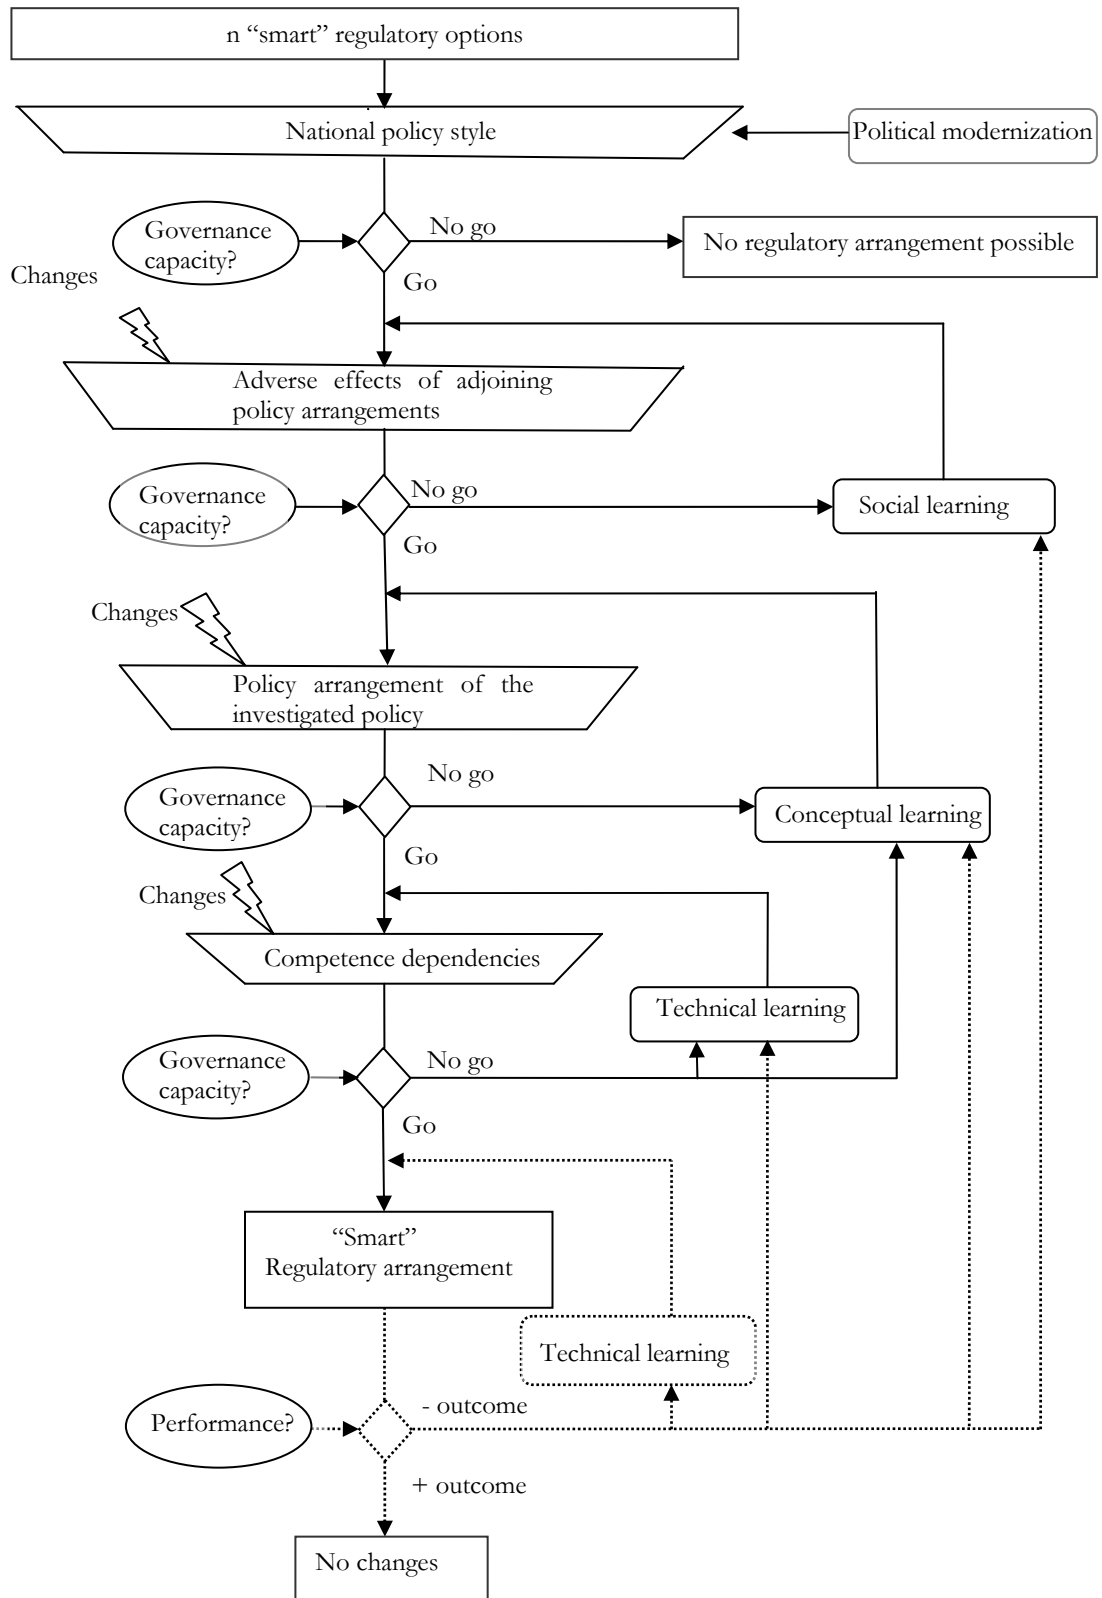 n “smart” regulatory options
National policy style
Political modernization
Governance
capacity?
No go
No regulatory arrangement possible
Changes
Go
Adverse effects of adjoining
policy arrangements
Governance
capacity?
No go
Social learning
Go
Changes
Policy arrangement of the
investigated policy
No go
Governance
capacity?
Conceptual learning
Go
Changes
Competence dependencies
Technical learning
Governance
capacity?
No go
Go
“Smart”
Regulatory arrangement
Technical learning
- outcome
Performance?
+ outcome
No changes